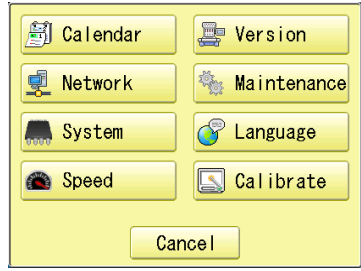 Calendar Version
Network Maintenance
System Language
Speed Calibrate
Cancel